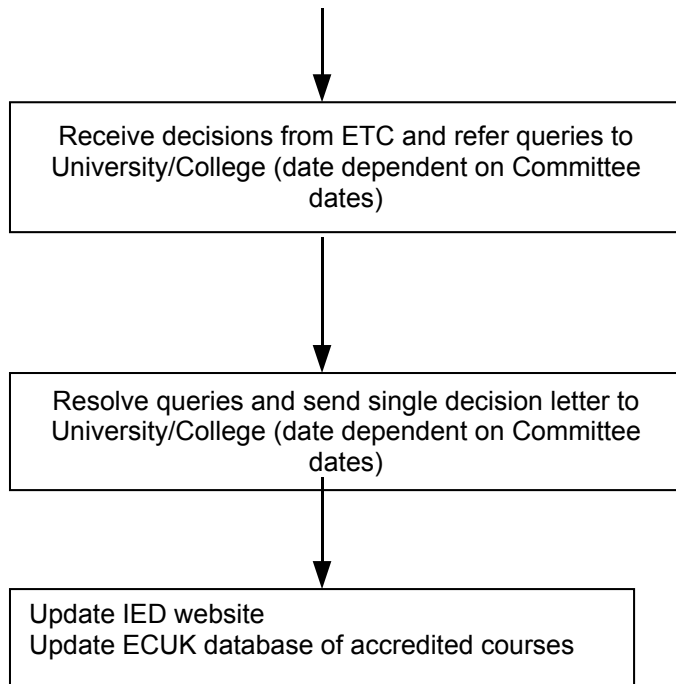 Receive decisions from ETC and refer queries to
University/College (date dependent on Committee
dates)
Resolve queries and send single decision letter to
University/College (date dependent on Committee
dates)
Update IED website
Update ECUK database of accredited courses